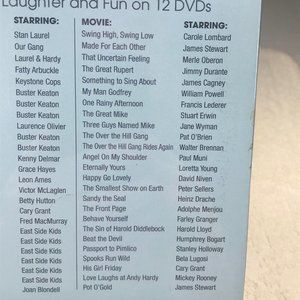 Laughter and Fun on 12 DVDs
STARRING: MOVIE: STARRING:
Stan Laurel Swing High, Swing Low Carole Lombard
Our Gang Made For Each Other James Stewart
Laurel & Hardy That Uncertain Feeling Merle Oberon
Fatty Arbuckle The Great Rupert Jimmy Durante
Keystone Cops Something to Sing About James Cagney
Buster Keaton My Man Godfrey William Powell
Buster Keaton One Rainy Afternoon Francis Lederer
Buster Keaton The Great Mike Stuart Erwin
Laurence Olivier Three Guys Named Mike Jane Wyman
Buster Keaton The Over the Hill Gang Pat O'Brien
Buster Keaton The Over the Hill Gang Rides Again Walter Brennan
Kenny Delmar Angel On My Shoulder Paul Muni
Grace Hayes Eternally Yours Loretta Young
Leon Ames Happy Go Lovely David Niven
Victor McLaglen The Smallest Show on Earth Peter Sellers
Betty Hutton Sandy the Seal Heinz Drache
Cary Grant The Front Page Adolphe Menjou
Fred MacMurray Behave Yourself Farley Granger
East Side Kids The Sin of Harold Diddlebock Harold Lloyd
East Side Kids Beat the Devil Humphrey Bogart
East Side Kids Passport to Pimlico Stanley Holloway
East Side Kids Spooks Run Wild Bela Lugosi
East Side Kids His Girl Friday Cary Grant
East Side Kids Love Laughs at Andy Hardy Mickey Rooney
Joan Blondell Pot O'Gold James Stewart